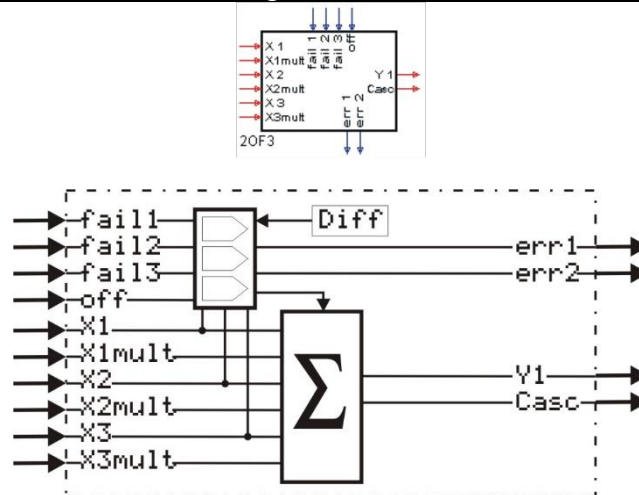 fail 1
fail 2
fail 3
off
X 1
X1mult
X 2
X2mult
X 3
X3mult
Y 1
Casc
err 1
err 2
2OF3
fail1
Diff
fail2
err1
fail3
err2
off
X1
X1mult
X2
Y1
X2mult
Casc
X3
X3mult
Σ